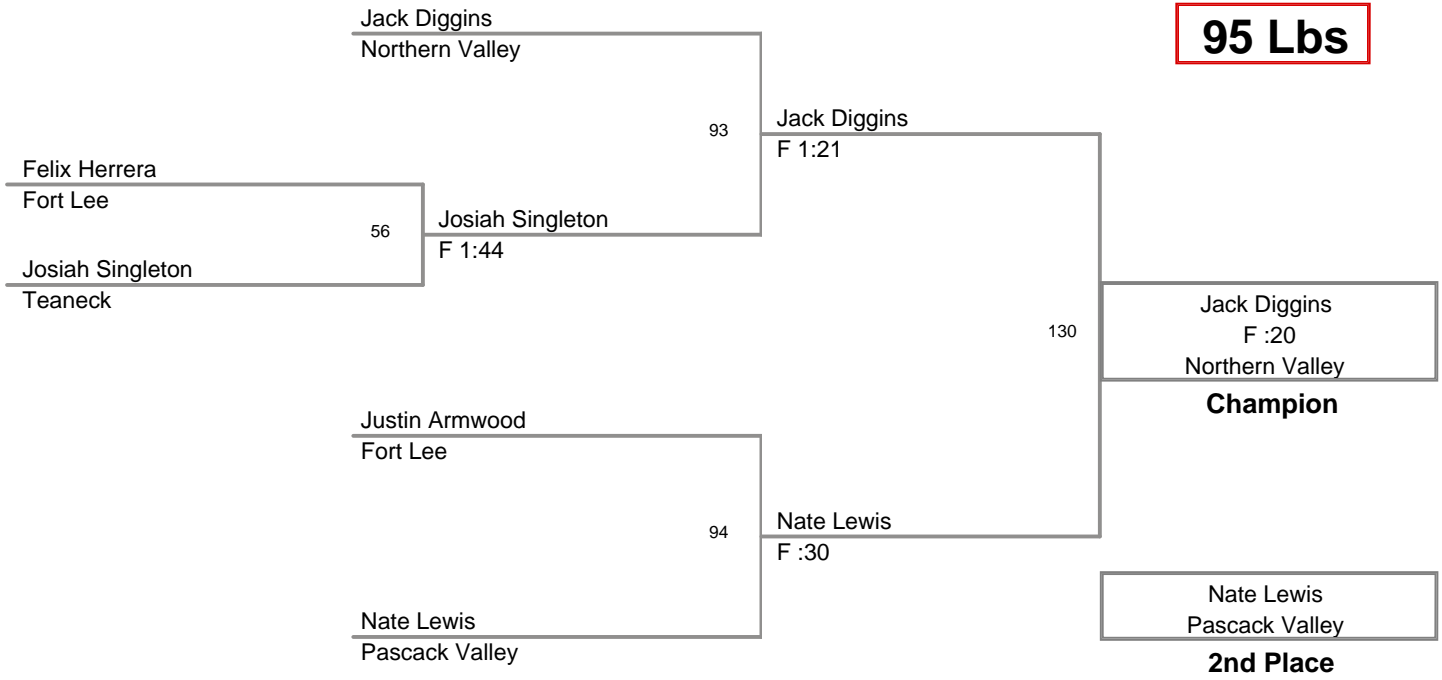 95 Lbs
Jack Diggins
Northern Valley
93
Jack Diggins
F 1:21
Felix Herrera
Fort Lee
56
Josiah Singleton
F 1:44
Josiah Singleton
Teaneck
130
Jack Diggins
F :20
Northern Valley
Champion
Justin Armwood
Fort Lee
94
Nate Lewis
F :30
Nate Lewis
Pascack Valley
Nate Lewis
Pascack Valley
2nd Place